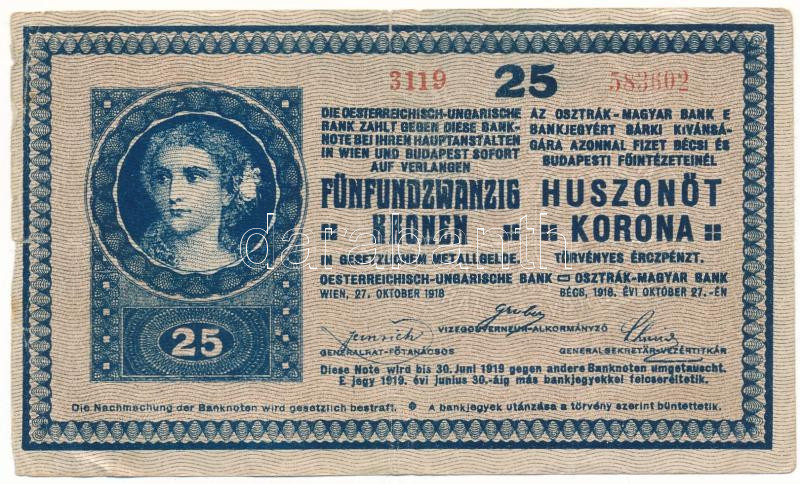 3119 25 583602
DIE OESTERREICHISCH-UNGARISCHE
BANK ZAHLT GEGEN DIESE BANK-
NOTE BEI IHREN HAUPTANSTALTEN
IN WIEN UND BUDAPEST SOFORT
AUF VERLANGEN
FÜNFUNDZWANZIG
KRONEN
IN GESETZLICHEM METALLGELDE.
OESTERREICHISCH-UNGARISCHE BANK
WIEN, 27. OKTOBER 1918
AZ OSZTRÁK-MAGYAR BANK E
BANKJEGYÉRT BÁRKI KIVÁNSÁ-
GÁRA AZONNAL FIZET BÉCSI ÉS
BUDAPESTI FŐINTÉZETEINÉL
HUSZONÖT
KORONA
TÖRVÉNYES ÉRCZPÉNZT.
OSZTRÁK-MAGYAR BANK
BÉCS, 1918. ÉVI OKTÓBER 27.-ÉN
VIZEGOUVERNEUR-ALKORMÁNYZÓ
GENERALRAT-FŐTANÁCSOS
GENERALSEKRETÄR-VEZÉRTITKÁR
Diese Note wird bis 30. Juni 1919 gegen andere Banknoten umgetauscht.
E jegy 1919. évi junius 30.-áig más bankjegyekkel felcseréltetik.
25
Die Nachmachung der Banknoten wird gesetzlich bestraft.
A bankjegyek utánzása a törvény szerint büntettetik.
darabanth.com